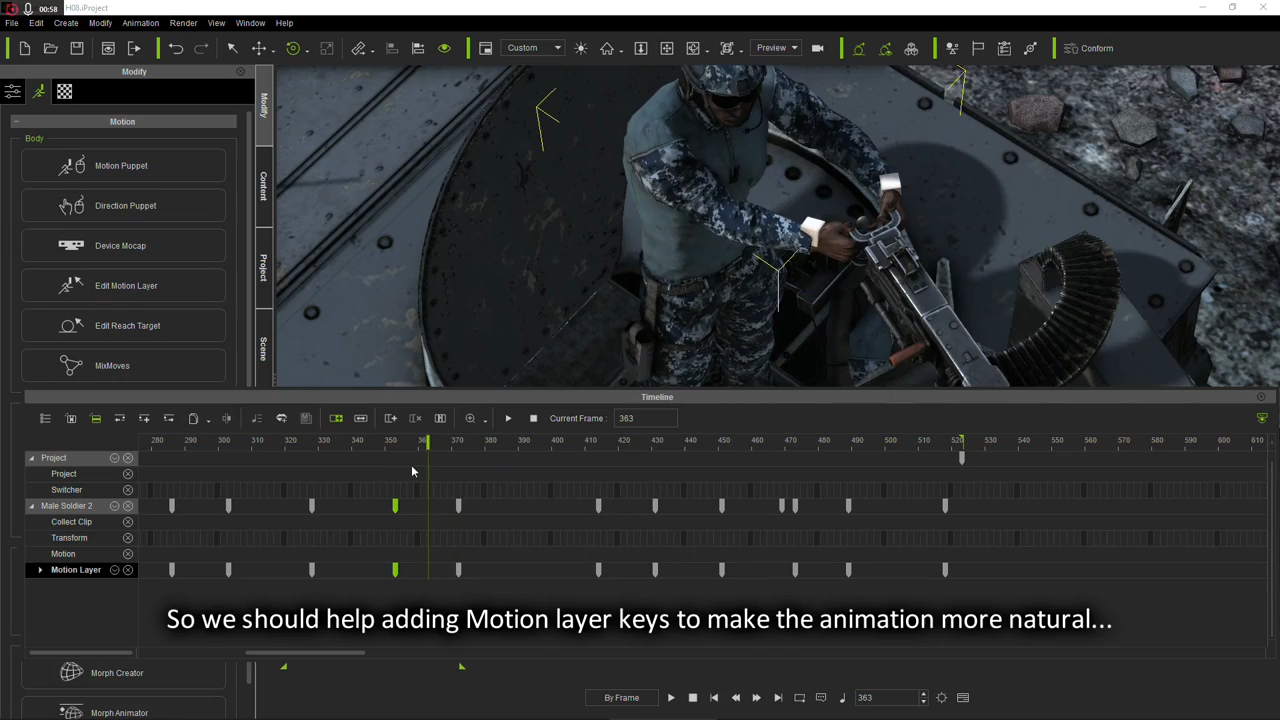 00:58 H08.iProject
File Edit Create Modify Animation Render View Window Help
Custom Preview Conform
Modify
Motion
Body
Motion Puppet
Direction Puppet
Device Mocap
Edit Motion Layer
Edit Reach Target
MixMoves
Modify
Content
Project
Scene
Timeline
Current Frame : 363
280 290 300 310 320 330 340 350 36 370 380 390 400 410 420 430 440 450 460 470 480 490 500 510 520 530 540 550 560 570 580 590 600 610
Project
Project
Switcher
Male Soldier 2
Collect Clip
Transform
Motion
Motion Layer
So we should help adding Motion layer keys to make the animation more natural...
Morph Creator
Morph Animator
By Frame 363